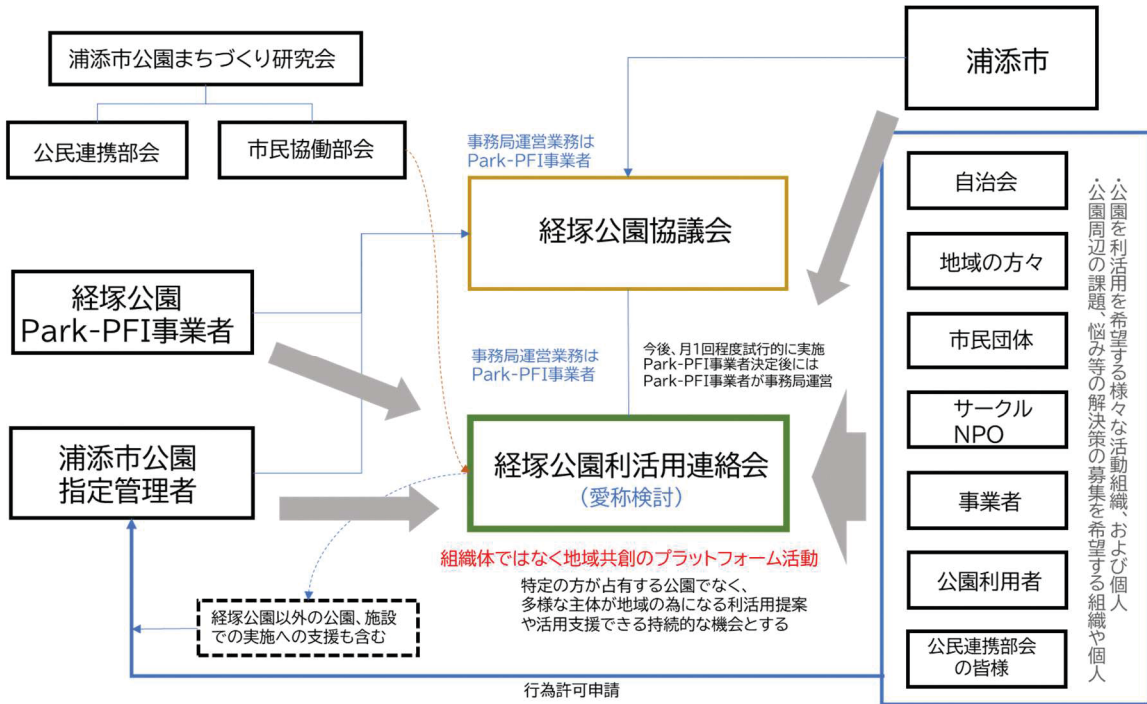 浦添市公園まちづくり研究会
公民連携部会
市民協働部会
浦添市
事務局運営業務は
Park-PFI事業者
経塚公園協議会
経塚公園
Park-PFI事業者
事務局運営業務は
Park-PFI事業者
今後、月1回程度試行的に実施
Park-PFI事業者決定後には
Park-PFI事業者が事務局運営
浦添市公園
指定管理者
経塚公園利活用連絡会
（愛称検討）
組織体ではなく地域共創のプラットフォーム活動
特定の方が占有する公園でなく、
多様な主体が地域の為になる利活用提案
や活用支援できる持続的な機会とする
経塚公園以外の公園、施設
での実施への支援も含む
行為許可申請
自治会
地域の方々
市民団体
サークル
NPO
事業者
公園利用者
公民連携部会
の皆様
・公園を利活用を希望する様々な活動組織、および個人
・公園周辺の課題、悩み等の解決策の募集を希望する組織や個人